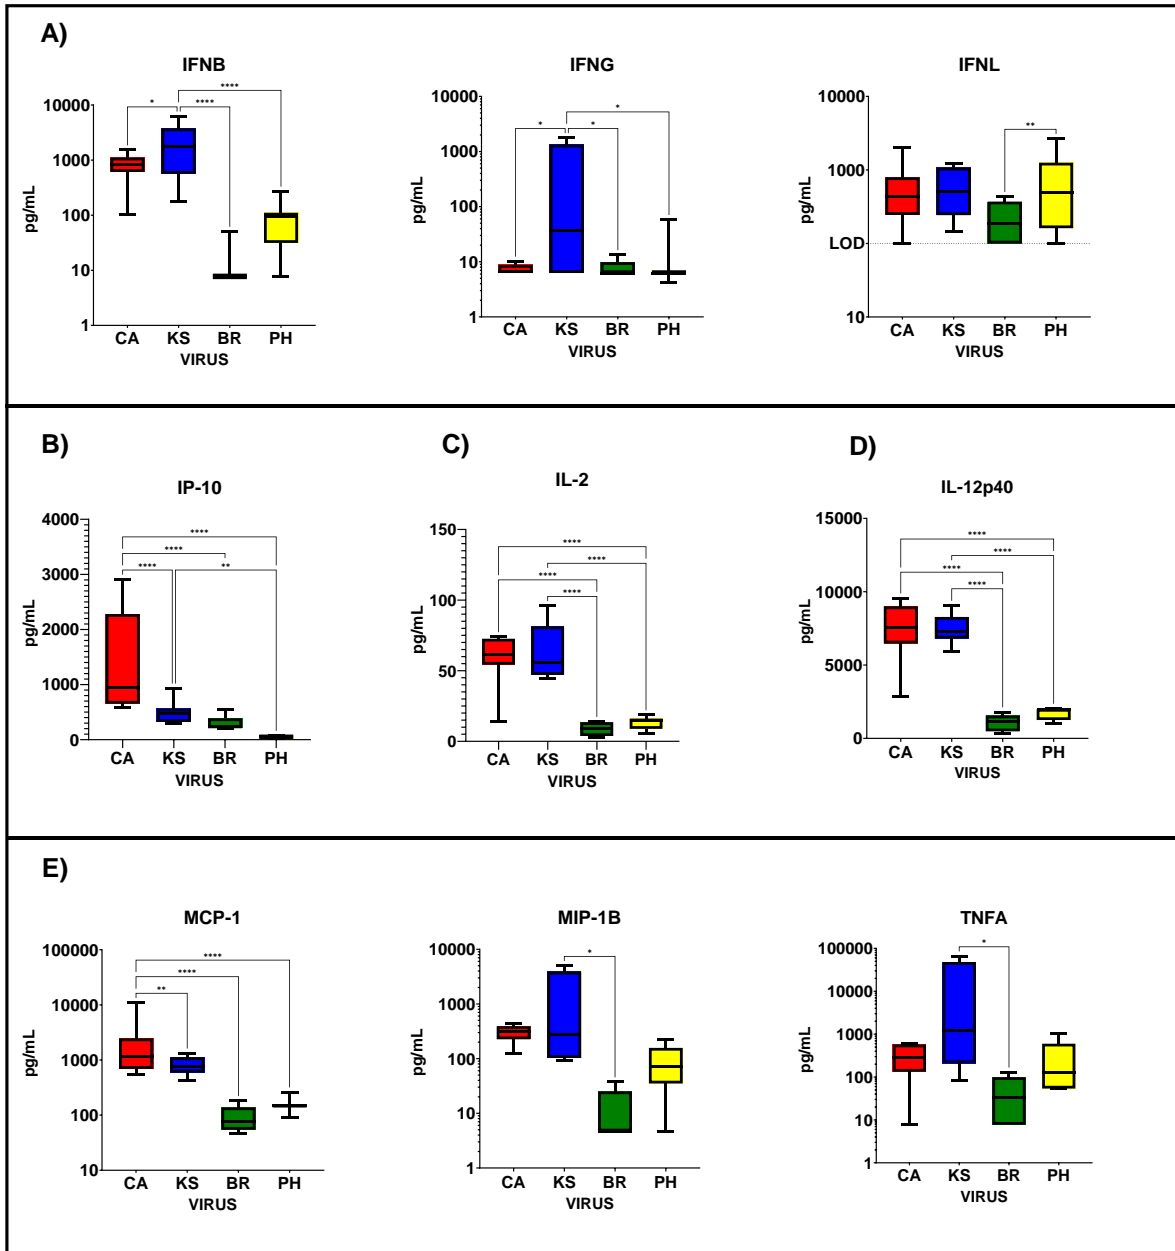 A)
IFNB
pg/mL
10000
1000
100
10
1
* ****
****
CA KS BR PH
VIRUS
IFNG
pg/mL
10000
1000
100
10
1
*
* *
CA KS BR PH
VIRUS
IFNL
pg/mL
10000
1000
LOD
10
**
CA KS BR PH
VIRUS
B)
IP-10
pg/mL
4000
3000
2000
1000
0
****
****
**** **
CA KS BR PH
VIRUS
C)
IL-2
pg/mL
150
100
50
0
****
****
****
****
CA KS BR PH
VIRUS
D)
IL-12p40
pg/mL
15000
10000
5000
0
****
****
****
****
CA KS BR PH
VIRUS
E)
MCP-1
pg/mL
100000
10000
1000
100
10
****
****
**
CA KS BR PH
VIRUS
MIP-1B
pg/mL
10000
1000
100
10
1
*
CA KS BR PH
VIRUS
TNFA
pg/mL
100000
10000
1000
100
10
1
*
CA KS BR PH
VIRUS